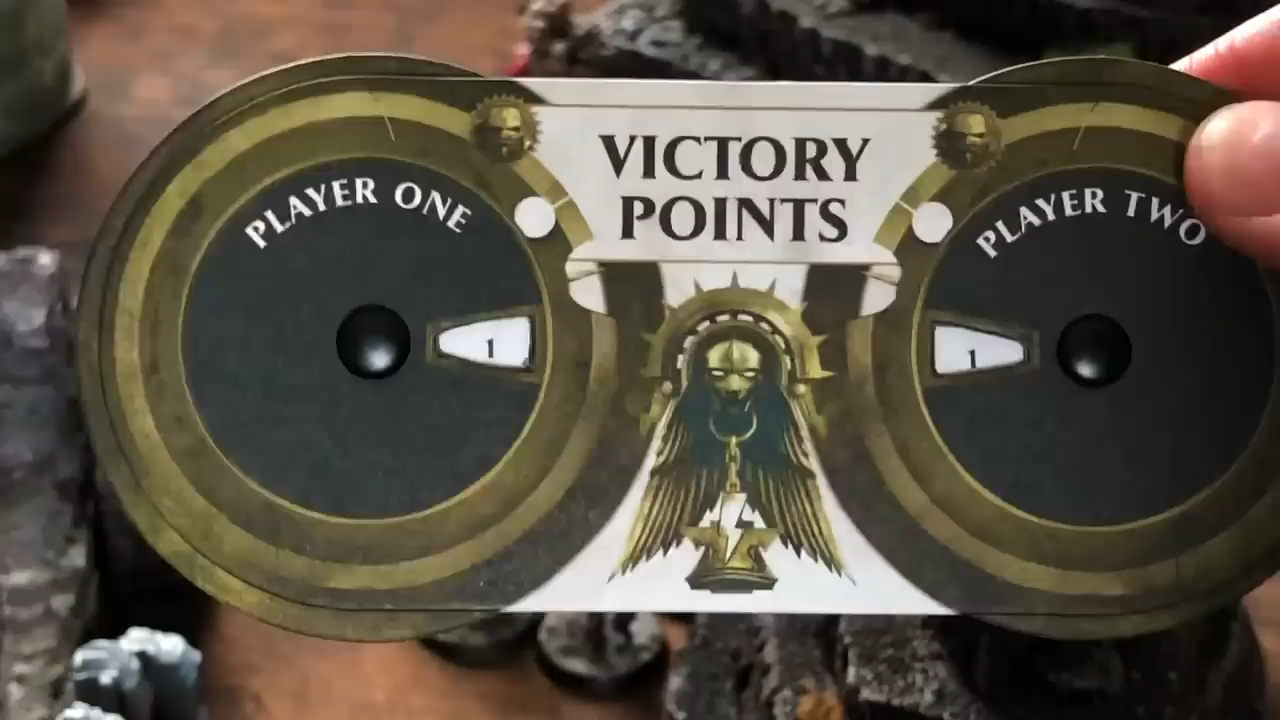 VICTORY
POINTS
PLAYER ONE
PLAYER TWO
1
1